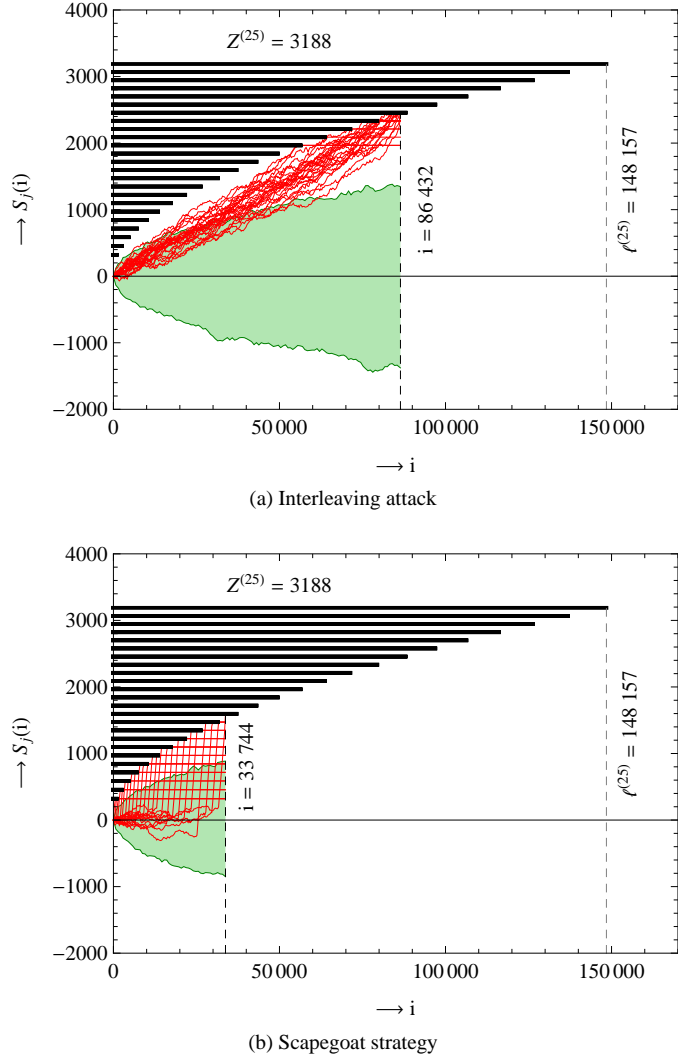 Z^(25) = 3188
4000
3000
2000
1000
0
−1000
−2000
⟶ S_j(i)
i = 86 432
ℓ^(25) = 148 157
0
50 000
100 000
150 000
⟶ i
(a) Interleaving attack
Z^(25) = 3188
4000
3000
2000
1000
0
−1000
−2000
⟶ S_j(i)
i = 33 744
ℓ^(25) = 148 157
0
50 000
100 000
150 000
⟶ i
(b) Scapegoat strategy